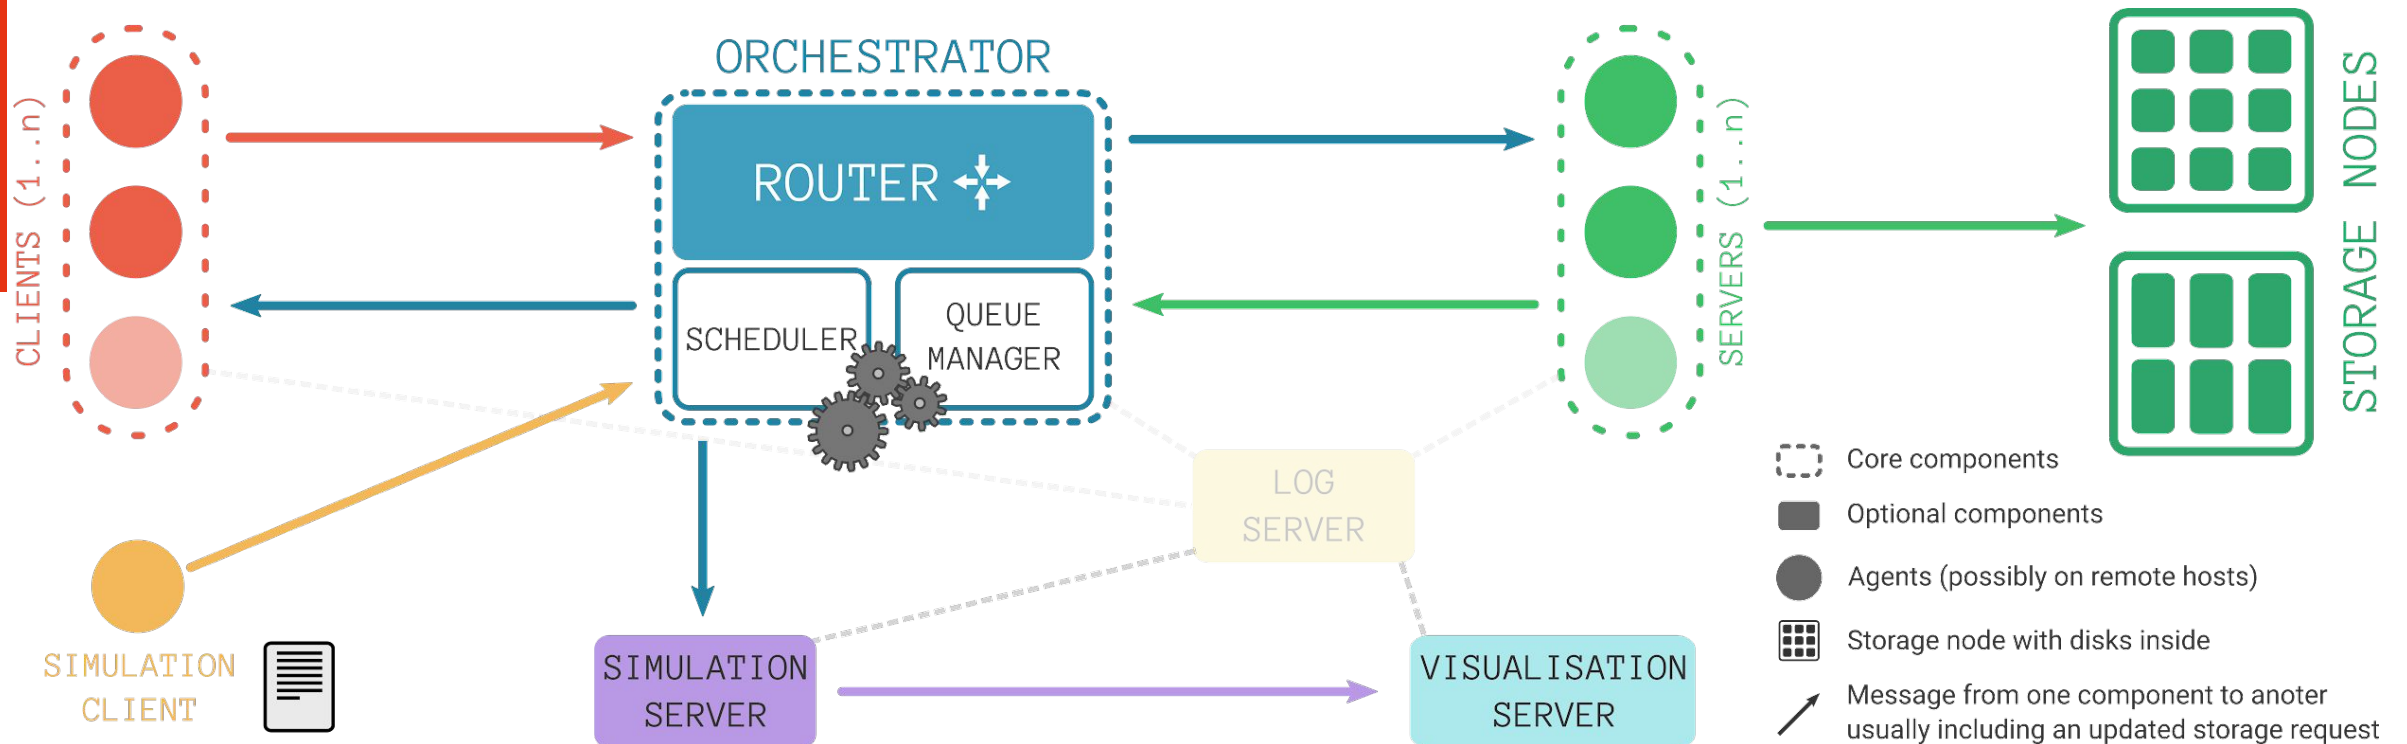 CLIENTS (1..n)
ORCHESTRATOR
ROUTER
SCHEDULER
QUEUE
MANAGER
SERVERS (1..n)
STORAGE NODES
LOG
SERVER
SIMULATION
CLIENT
SIMULATION
SERVER
VISUALISATION
SERVER
Core components
Optional components
Agents (possibly on remote hosts)
Storage node with disks inside
Message from one component to anoter
usually including an updated storage request